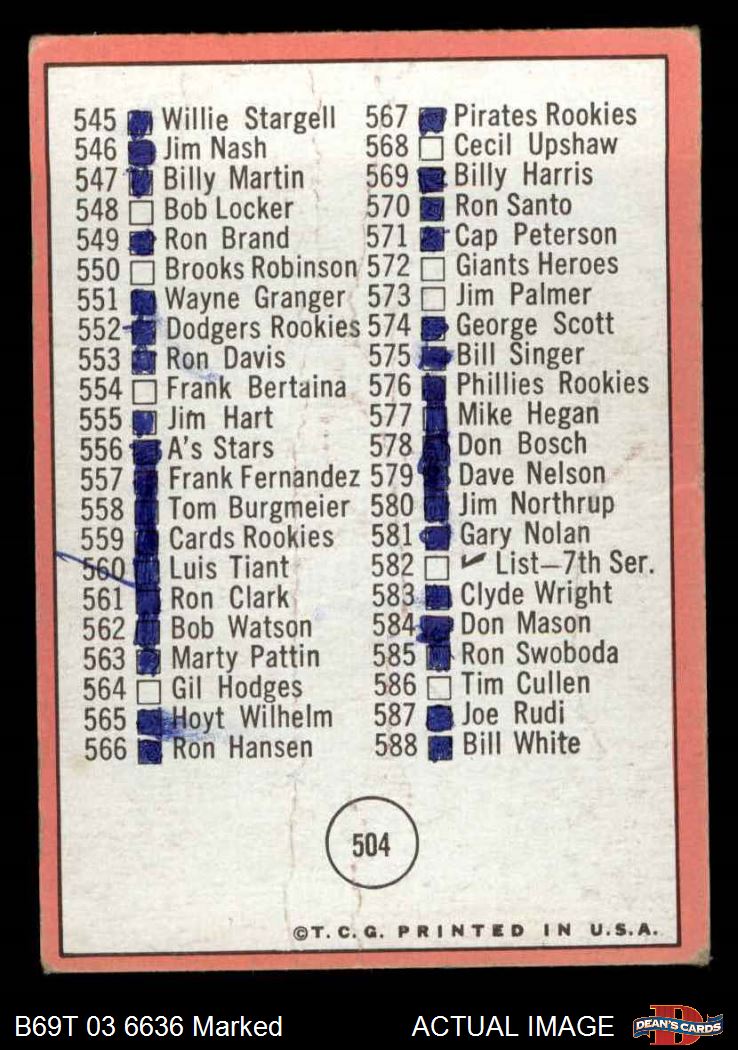 545 Willie Stargell
546 Jim Nash
547 Billy Martin
548 Bob Locker
549 Ron Brand
550 Brooks Robinson
551 Wayne Granger
552 Dodgers Rookies
553 Ron Davis
554 Frank Bertaina
555 Jim Hart
556 A's Stars
557 Frank Fernandez
558 Tom Burgmeier
559 Cards Rookies
560 Luis Tiant
561 Ron Clark
562 Bob Watson
563 Marty Pattin
564 Gil Hodges
565 Hoyt Wilhelm
566 Ron Hansen
567 Pirates Rookies
568 Cecil Upshaw
569 Billy Harris
570 Ron Santo
571 Cap Peterson
572 Giants Heroes
573 Jim Palmer
574 George Scott
575 Bill Singer
576 Phillies Rookies
577 Mike Hegan
578 Don Bosch
579 Dave Nelson
580 Jim Northrup
581 Gary Nolan
582 ✓ List—7th Ser.
583 Clyde Wright
584 Don Mason
585 Ron Swoboda
586 Tim Cullen
587 Joe Rudi
588 Bill White
504
©T.C.G. PRINTED IN U.S.A.
B69T 03 6636 Marked
ACTUAL IMAGE
DEAN'S CARDS